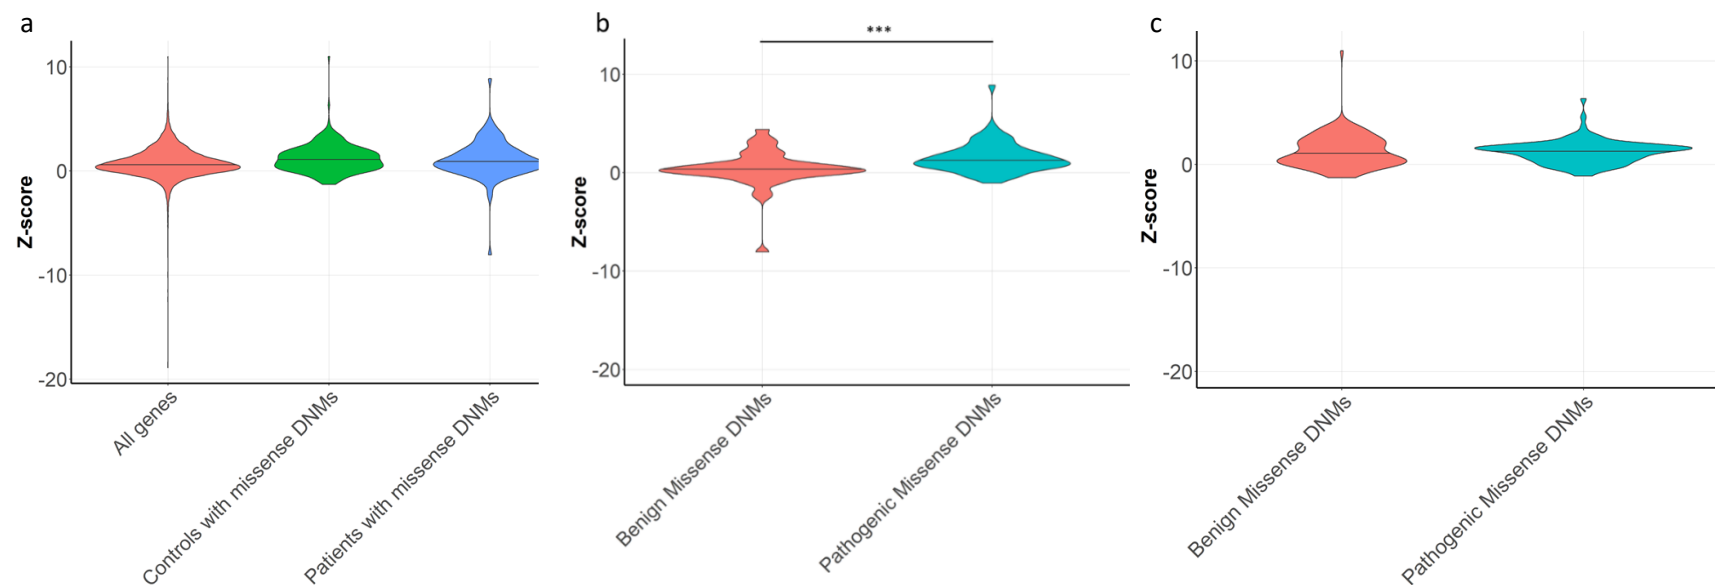 a
10
0
-10
-20
Z-score
All genes
Controls with missense DNMs
Patients with missense DNMs
b
***
10
0
-10
-20
Z-score
Benign Missense DNMs
Pathogenic Missense DNMs
c
10
0
-10
-20
Z-score
Benign Missense DNMs
Pathogenic Missense DNMs